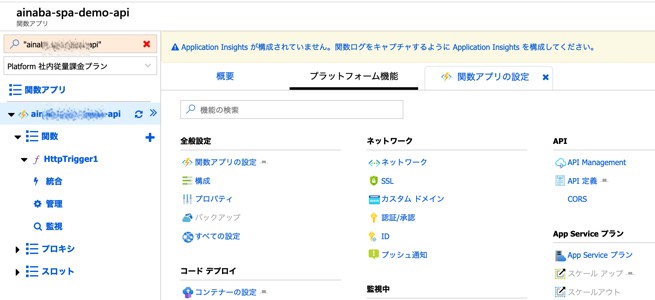 ainaba-spa-demo-api
関数アプリ
Platform 社内従量課金プラン
関数アプリ
関数
HttpTrigger1
統合
管理
監視
プロキシ
スロット
Application Insights が構成されていません。関数ログをキャプチャするように Application Insights を構成してください。
概要
プラットフォーム機能
関数アプリの設定
機能の検索
全般設定
関数アプリの設定
構成
プロパティ
バックアップ
すべての設定
コード デプロイ
コンテナーの設定
ネットワーク
ネットワーク
SSL
カスタム ドメイン
認証/承認
ID
プッシュ通知
監視中
API
API Management
API 定義
CORS
App Service プラン
App Service プラン
スケール アップ
スケールアウト